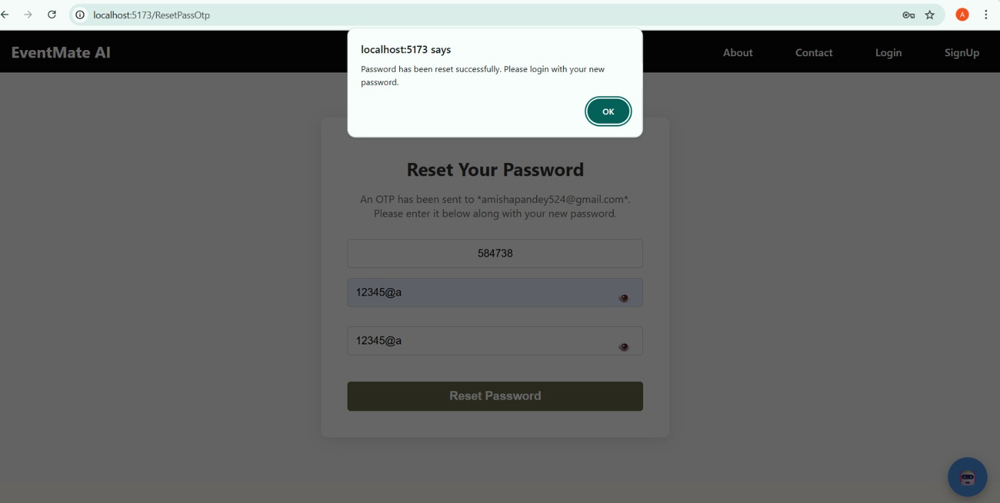 localhost:5173/ResetPassOtp
A
EventMate AI
About
Contact
Login
SignUp
localhost:5173 says
Password has been reset successfully. Please login with your new
password.
OK
Reset Your Password
An OTP has been sent to *amishapandey524@gmail.com*.
Please enter it below along with your new password.
584738
12345@a
12345@a
Reset Password